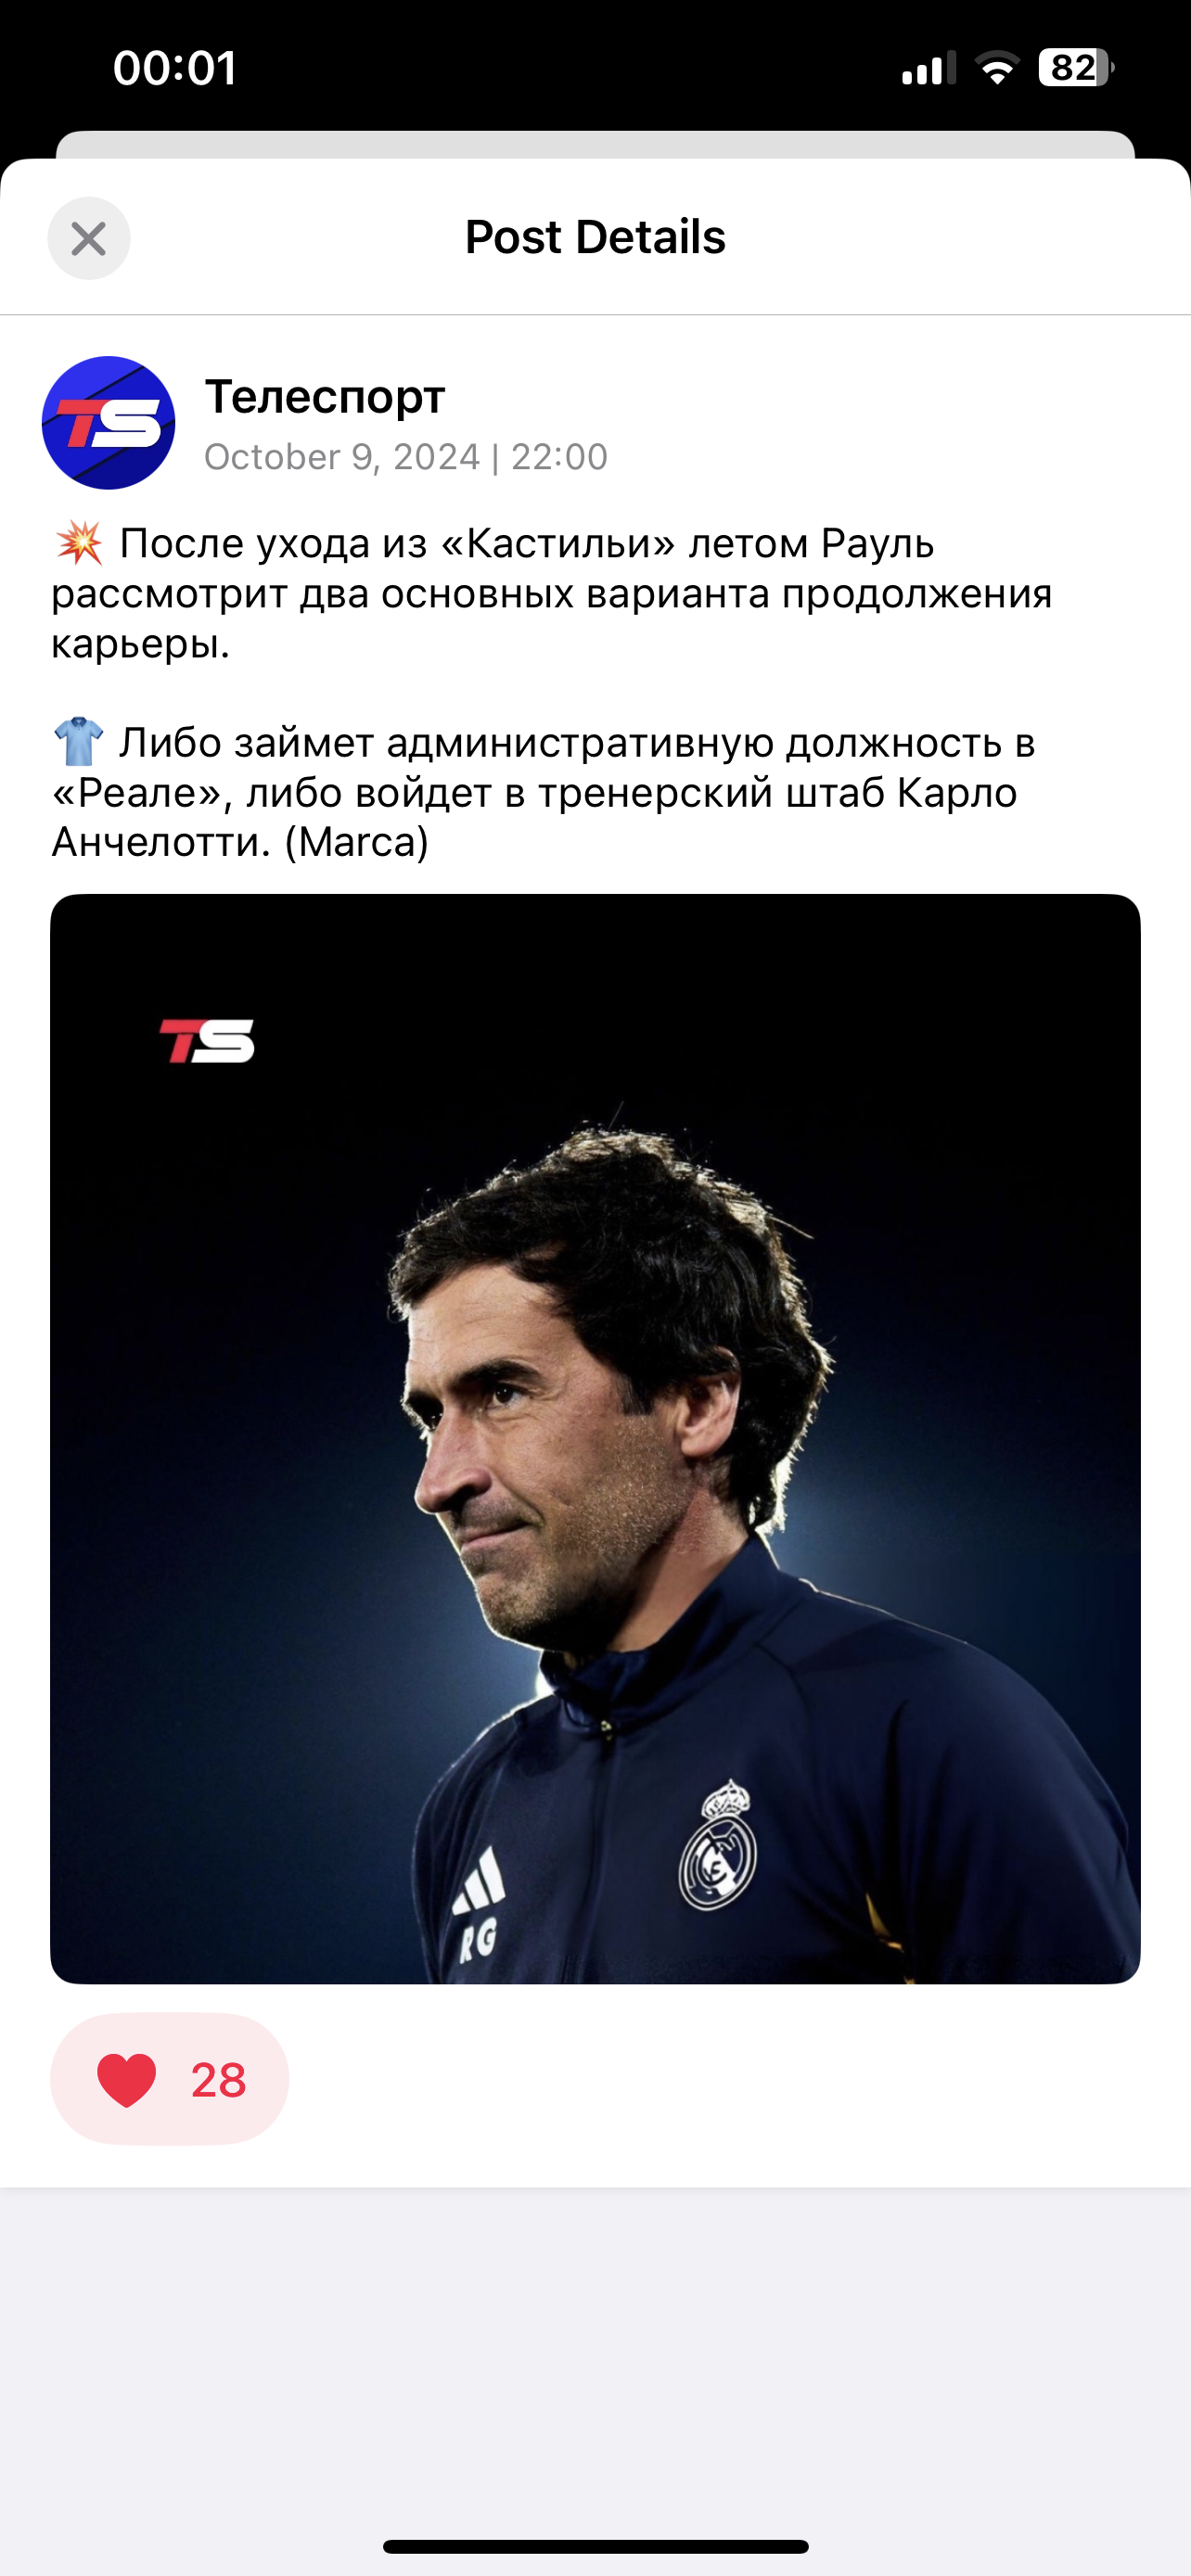 00:01
82
Post Details
TS
Телеспорт
October 9, 2024 | 22:00
💥 После ухода из «Кастильи» летом Рауль
рассмотрит два основных варианта продолжения
карьеры.
👕 Либо займет административную должность в
«Реале», либо войдет в тренерский штаб Карло
Анчелотти. (Marca)
TS
RG
28